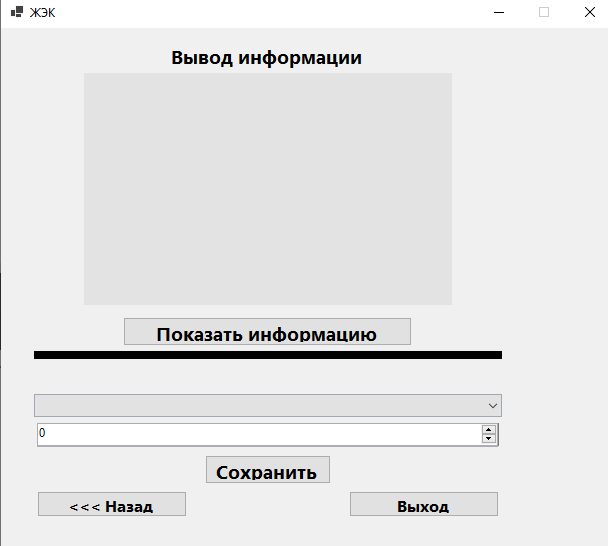 ЖЭК
Вывод информации
Показать информацию
0
Сохранить
<<< Назад
Выход